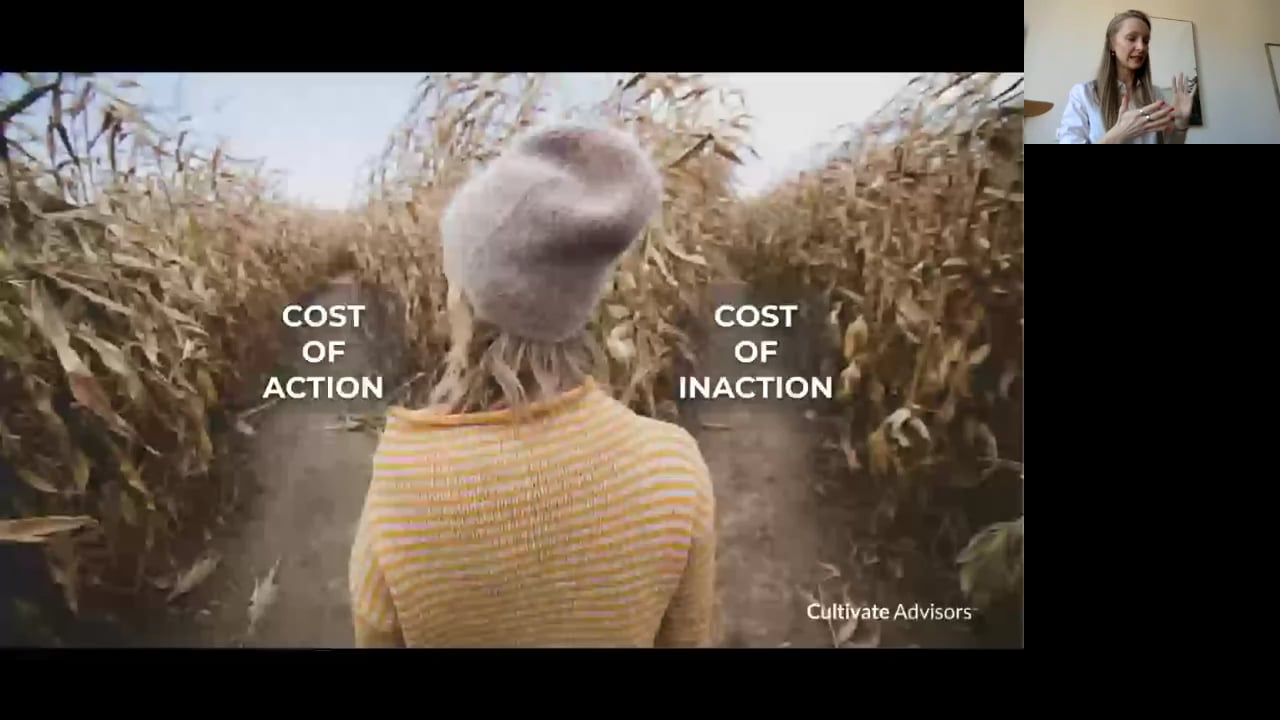 COST
OF
ACTION
COST
OF
INACTION
Cultivate Advisors